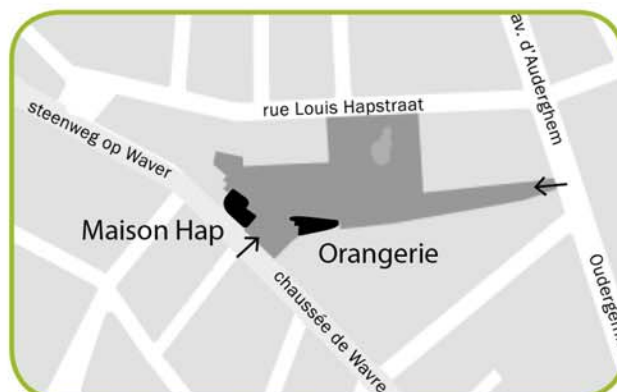 av. d'Auderghem
rue Louis Hapstraat
steenweg op Waver
Maison Hap
Orangerie
chaussée de Wavre